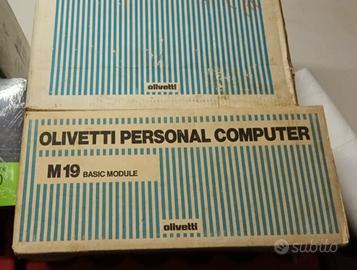 olivetti
OLIVETTI PERSONAL COMPUTER
M19 BASIC MODULE
olivetti
subito